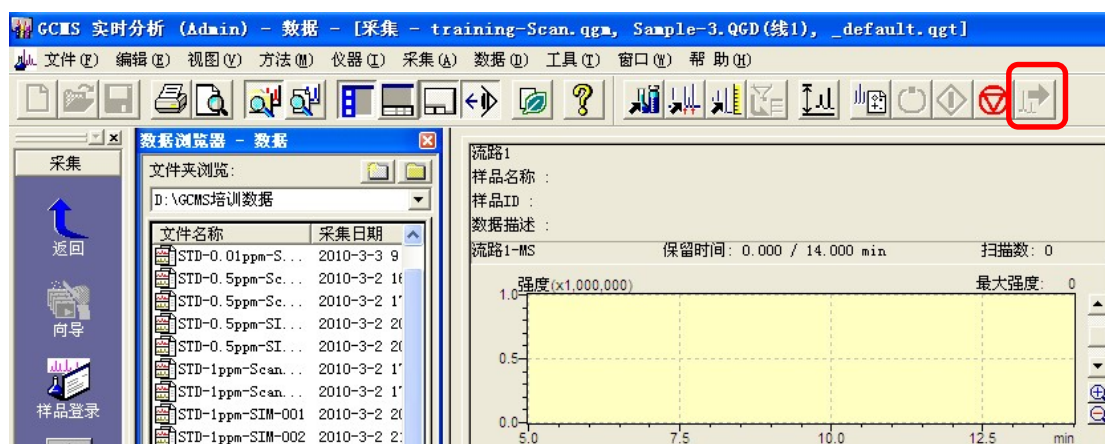 GCMS 实时分析 (Admin) - 数据 - [采集 - training-Scan.qgm, Sample-3.QGD(线1), _default.qgt]
文件(F) 编辑(E) 视图(V) 方法(M) 仪器(I) 采集(A) 数据(D) 工具(T) 窗口(W) 帮 助(H)
采集
返回
向导
样品登录
数据浏览器 - 数据
文件夹浏览:
D:\GCMS培训数据
文件名称 采集日期
STD-0.01ppm-S... 2010-3-3 9
STD-0.5ppm-Sc... 2010-3-2 16
STD-0.5ppm-Sc... 2010-3-2 17
STD-0.5ppm-SI... 2010-3-2 20
STD-0.5ppm-SI... 2010-3-2 20
STD-1ppm-Scan... 2010-3-2 17
STD-1ppm-Scan... 2010-3-2 17
STD-1ppm-SIM-001 2010-3-2 20
STD-1ppm-SIM-002 2010-3-2 2
流路1
样品名称 :
样品ID :
数据描述 :
流路1-MS 保留时间: 0.000 / 14.000 min 扫描数: 0
强度(x1,000,000) 最大强度: 0
1.0
0.5
0.0
5.0 7.5 10.0 12.5 min